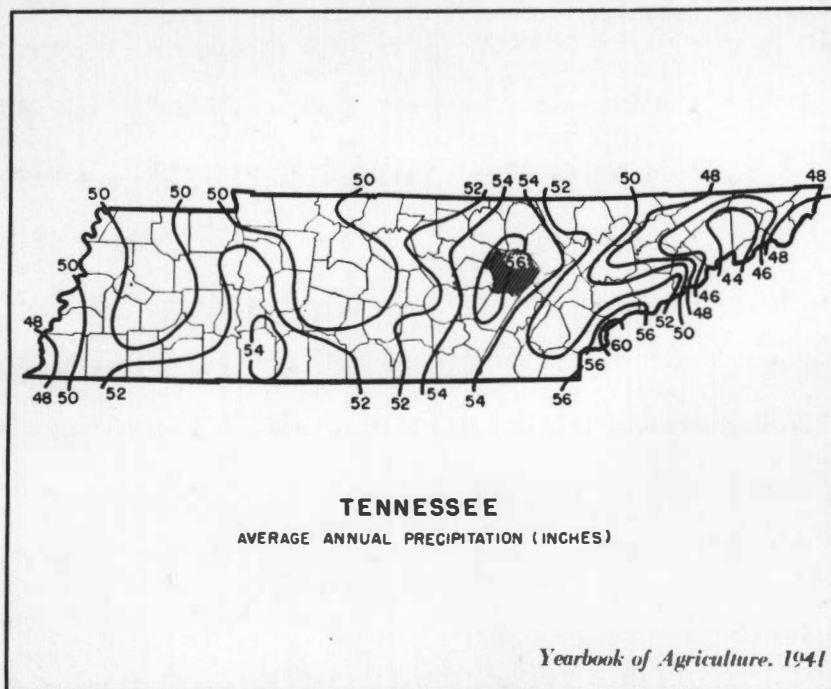 50 50 50 50 52 54 54 52 50 48 48
50
56
48
54
44 46 48
46
50
52
56
60
56
48 50 52 52 52 54 54 56
TENNESSEE
AVERAGE ANNUAL PRECIPITATION (INCHES)
Yearbook of Agriculture. 1941